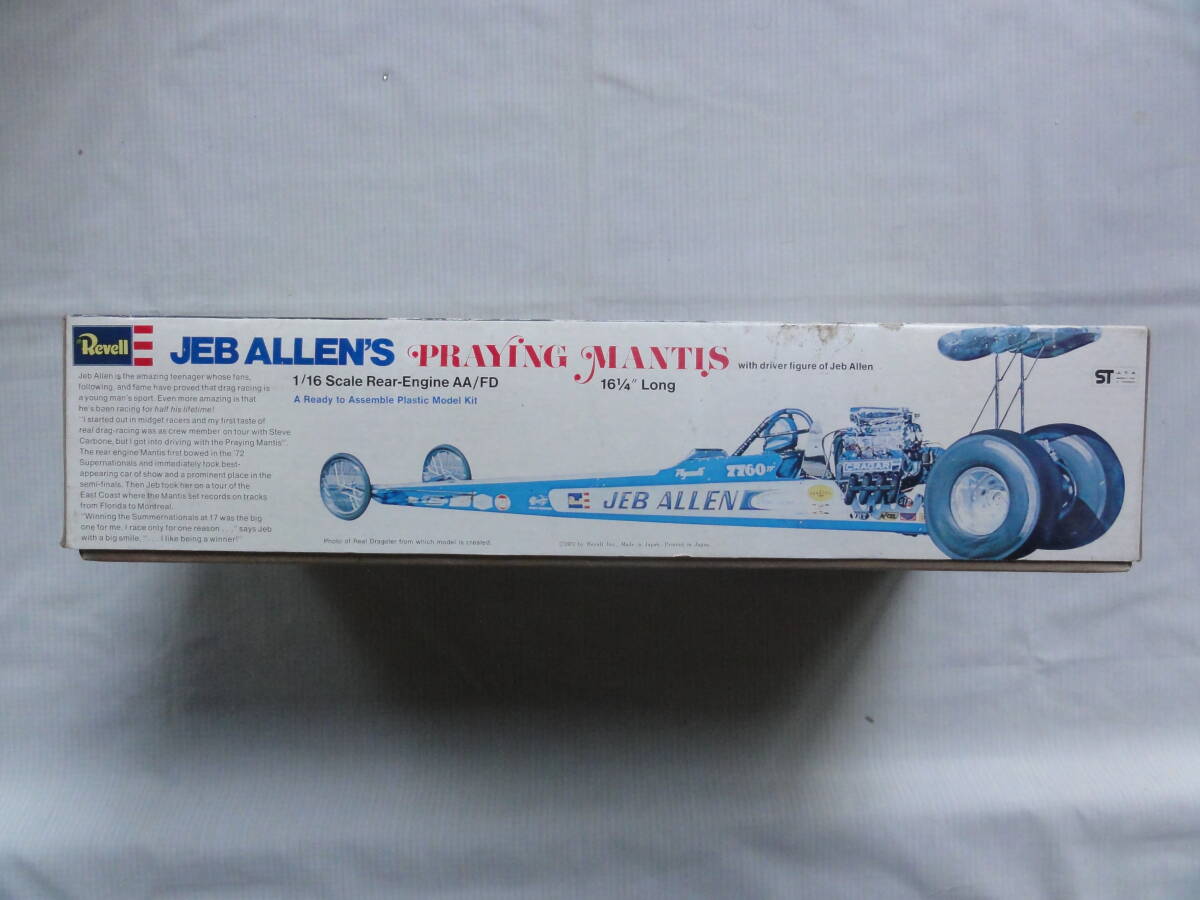 Revell
JEB ALLEN'S PRAYING MANTIS with driver figure of Jeb Allen
1/16 Scale Rear-Engine AA/FD 16¼" Long
A Ready to Assemble Plastic Model Kit
Jeb Allen is the amazing teenager whose fans,
following, and fame have proved that drag racing is
a young man's sport. Even more amazing is that
he's been racing for half his lifetime!
"I started out in midget racers and my first taste of
real drag-racing was as crew member on tour with Steve
Carbone, but I got into driving with the Praying Mantis".
The rear engine Mantis first bowed in the '72
Supernationals and immediately took best-
appearing car of show and a prominent place in the
semi-finals. Then Jeb took her on a tour of the
East Coast where the Mantis set records on tracks
from Florida to Montreal.
"Winning the Summernationals at 17 was the big
one for me. I race only for one reason . . . ," says Jeb
with a big smile, ". . . I like being a winner!"
Photo of Real Dragster from which model is created.
Revell Inc., Made in Japan, Printed in Japan
Plymouth
7760
JEB ALLEN
CRAGAR
ST